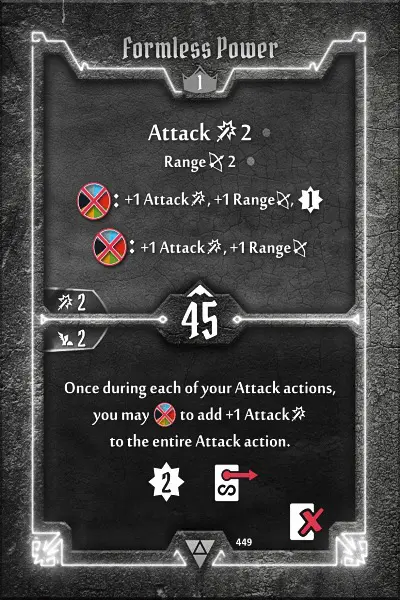 Formless Power
1
Attack 2
Range 2
: +1 Attack, +1 Range, 1
: +1 Attack, +1 Range
2
45
2
Once during each of your Attack actions,
you may to add +1 Attack
to the entire Attack action.
2
449